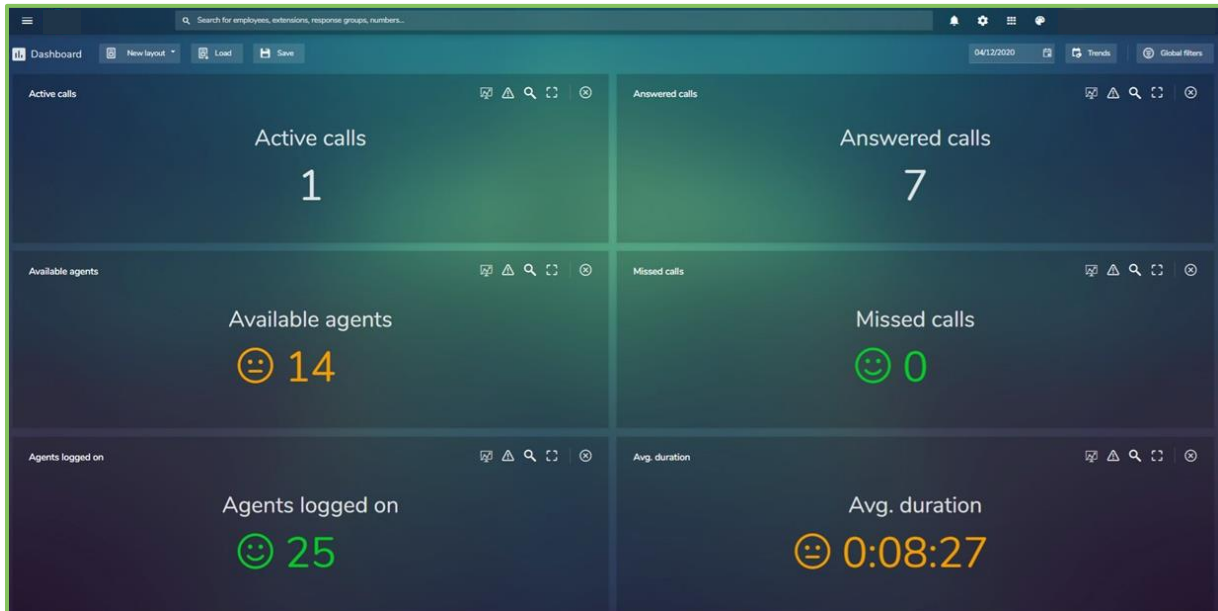 Search for employees, extensions, response groups, numbers...
Dashboard
New layout
Load
Save
04/12/2020
Trends
Global filters
Active calls
Active calls
1
Answered calls
Answered calls
7
Available agents
Available agents
14
Missed calls
Missed calls
0
Agents logged on
Agents logged on
25
Avg. duration
Avg. duration
0:08:27